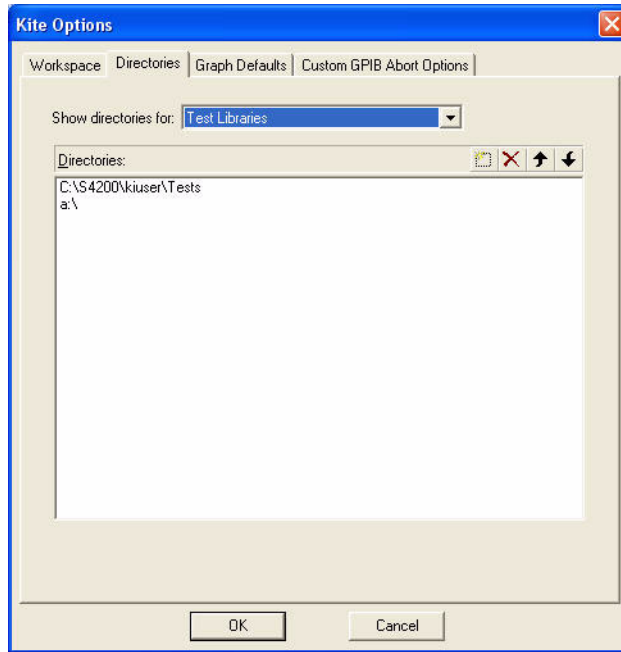 Kite Options
Workspace Directories Graph Defaults Custom GPIB Abort Options
Show directories for: Test Libraries
Directories:
C:\S4200\kiuser\Tests
a:\
OK Cancel